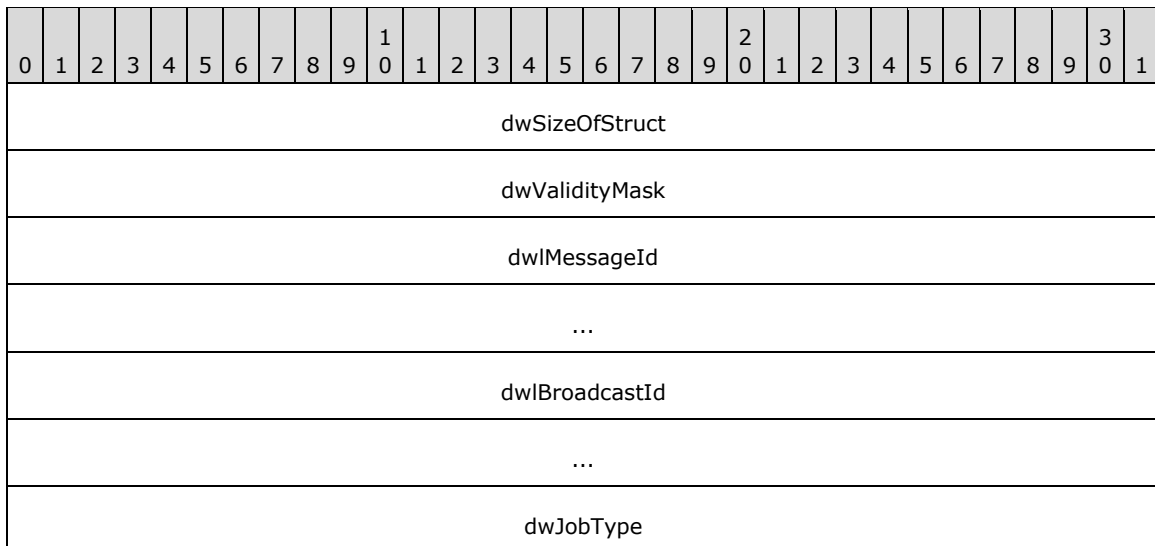 1 2 3
0 1 2 3 4 5 6 7 8 9 0 1 2 3 4 5 6 7 8 9 0 1 2 3 4 5 6 7 8 9 0 1
dwSizeOfStruct
dwValidityMask
dwlMessageId
...
dwlBroadcastId
...
dwJobType